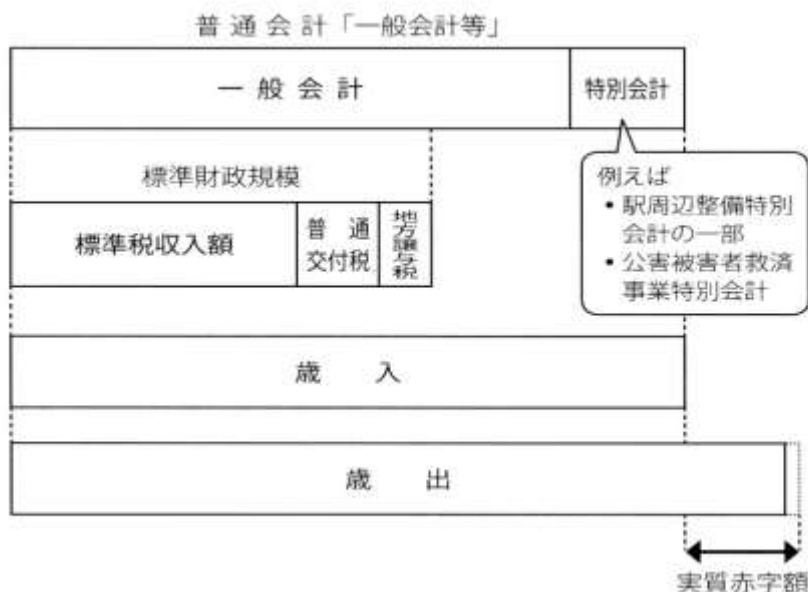 普通会計「一般会計等」
一般会計
特別会計
標準財政規模
例えば
• 駅周辺整備特別
会計の一部
• 公害被害者救済
事業特別会計
標準税収入額
普通
交付税
地方譲与税
歳入
歳出
実質赤字額